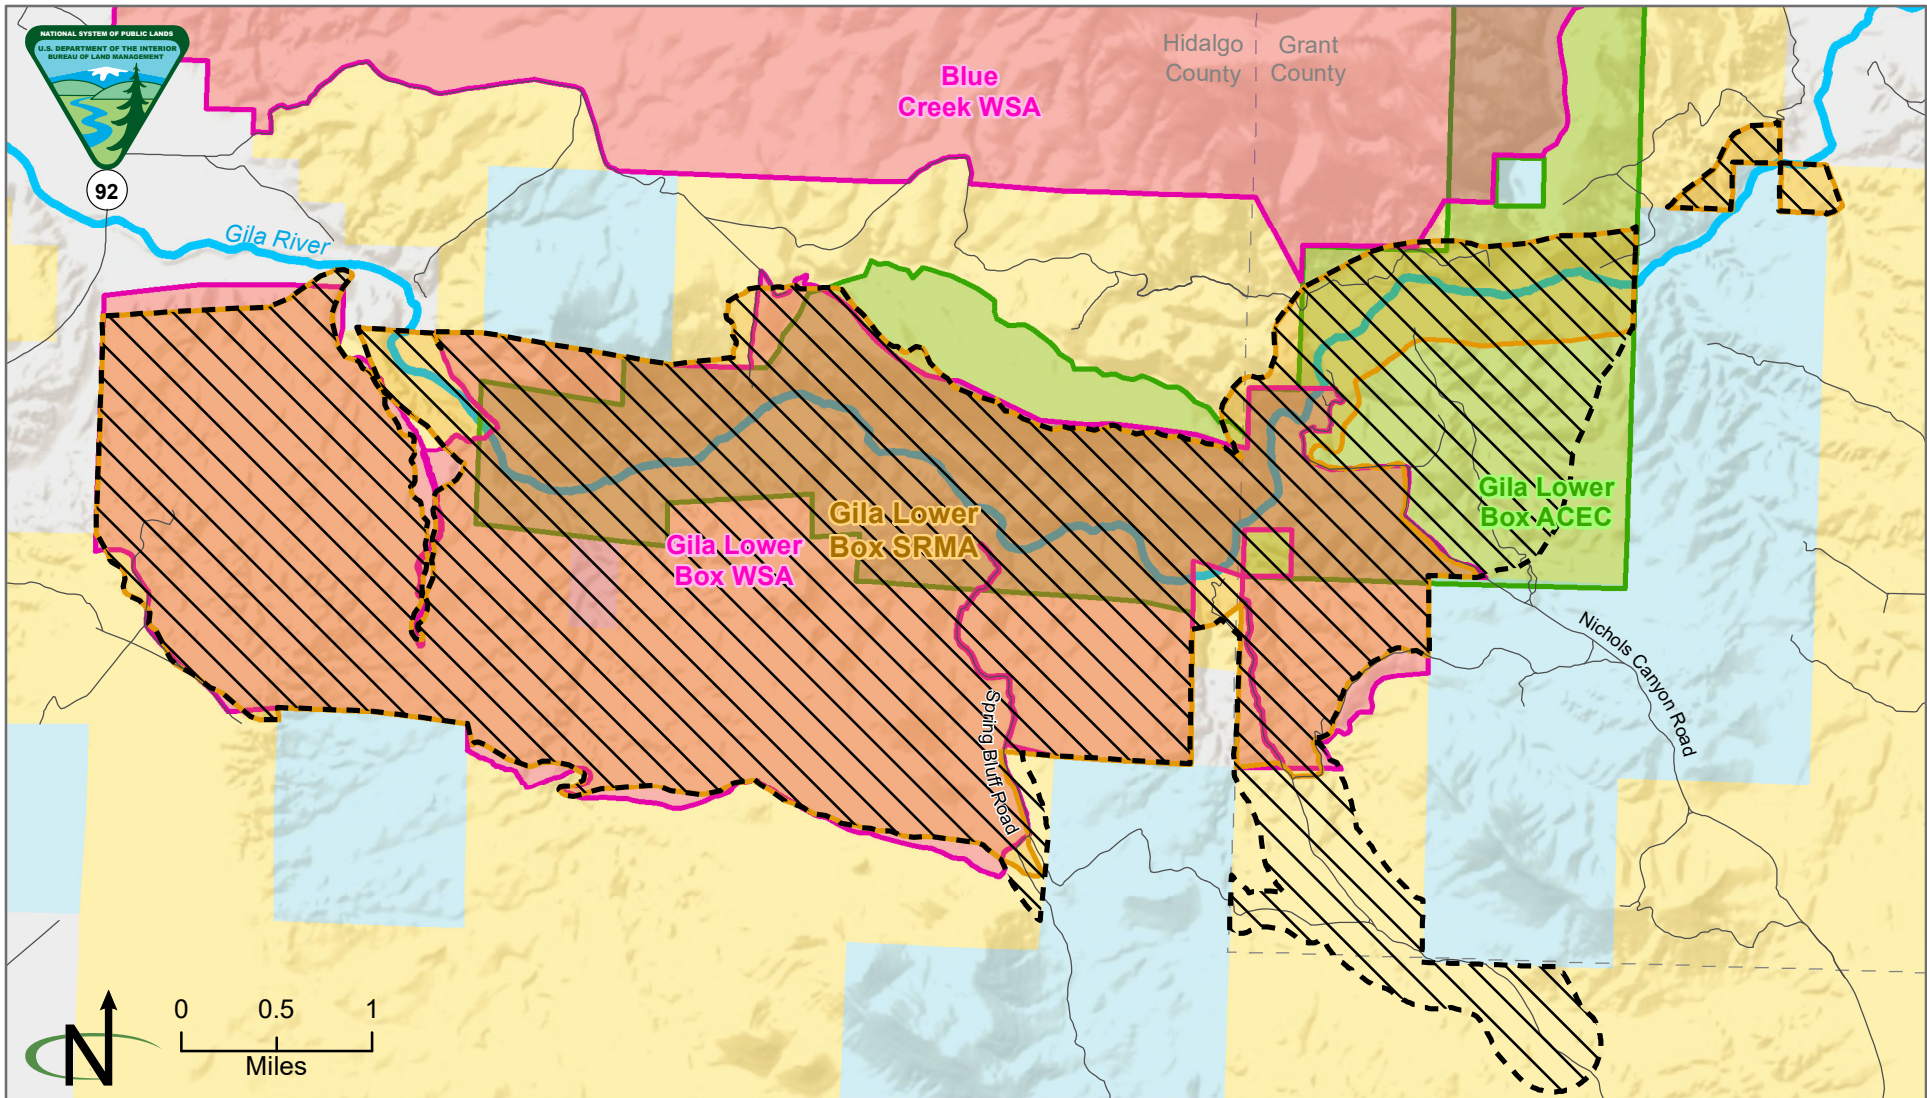 NATIONAL SYSTEM OF PUBLIC LANDS
U.S. DEPARTMENT OF THE INTERIOR
BUREAU OF LAND MANAGEMENT
92
Gila River
Blue
Creek WSA
Hidalgo
County
Grant
County
Gila Lower
Box WSA
Gila Lower
Box SRMA
Gila Lower
Box ACEC
Spring Bluff Road
Nichols Canyon Road
0 0.5 1
Miles
N